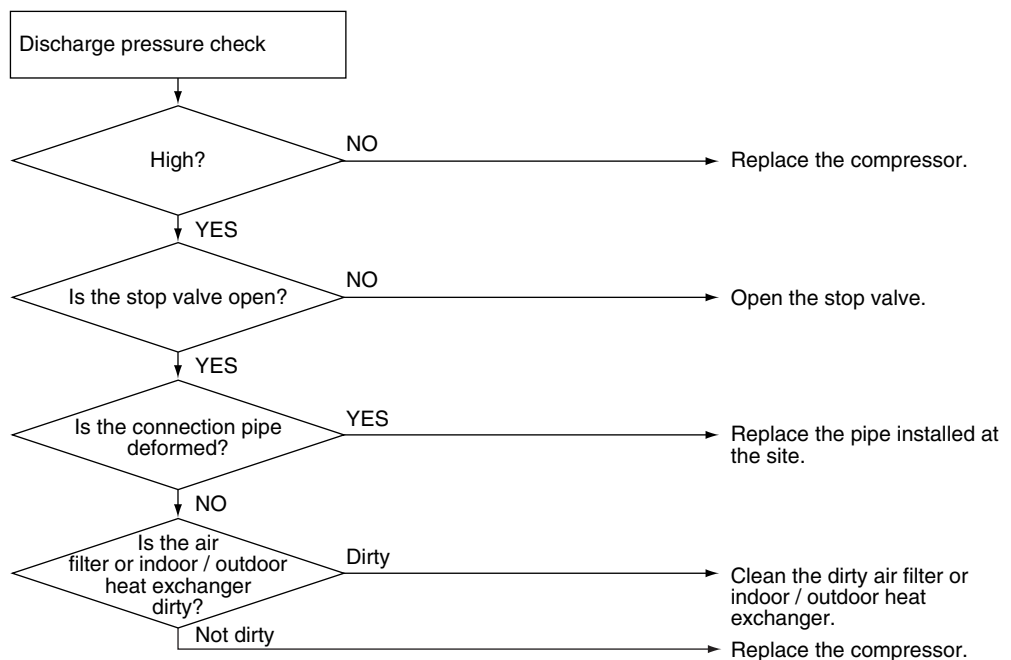 Discharge pressure check
High?
NO
Replace the compressor.
YES
Is the stop valve open?
NO
Open the stop valve.
YES
Is the connection pipe
deformed?
YES
Replace the pipe installed at
the site.
NO
Is the air
filter or indoor / outdoor
heat exchanger
dirty?
Dirty
Clean the dirty air filter or
indoor / outdoor heat
exchanger.
Not dirty
Replace the compressor.